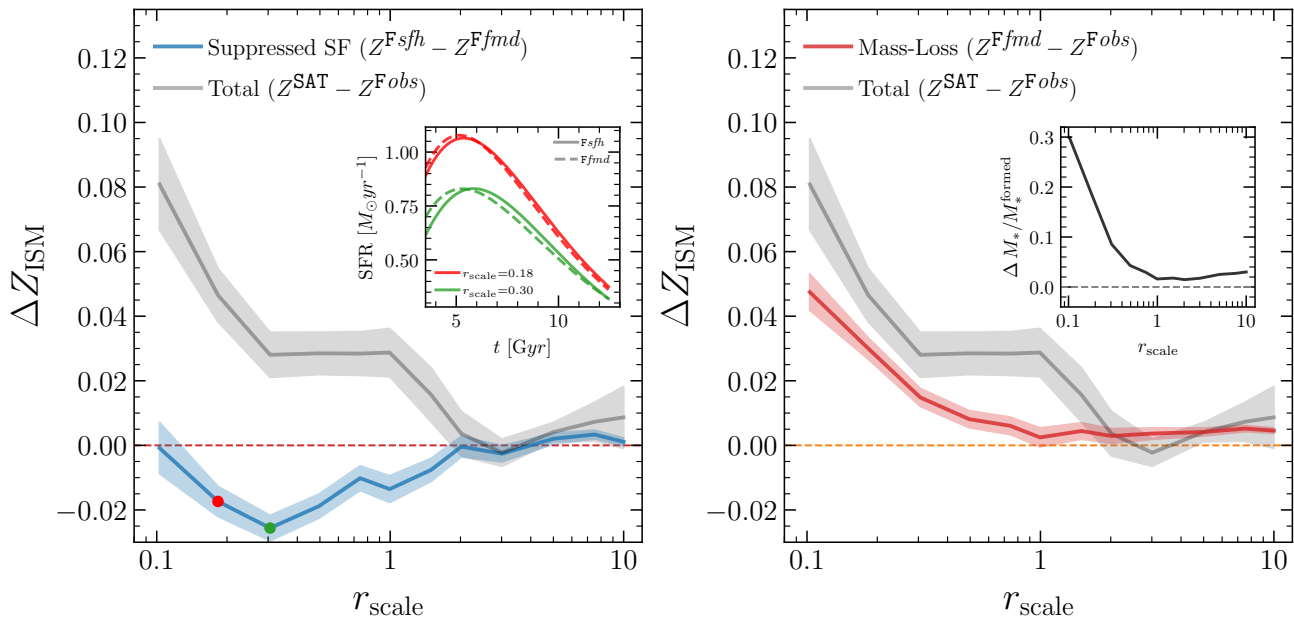 Suppressed SF (Z^Fsfh − Z^Ffmd)
Total (Z^SAT − Z^Fobs)
ΔZ_ISM
0.12
0.10
0.08
0.06
0.04
0.02
0.00
−0.02
0.1
1
10
r_scale
SFR [M_⊙yr^−1]
1.00
0.75
0.50
Fsfh
Ffmd
r_scale=0.18
r_scale=0.30
5
10
t [Gyr]
Mass-Loss (Z^Ffmd − Z^Fobs)
Total (Z^SAT − Z^Fobs)
ΔZ_ISM
0.12
0.10
0.08
0.06
0.04
0.02
0.00
−0.02
0.1
1
10
r_scale
Δ M_*/M_*^formed
0.3
0.2
0.1
0.0
0.1
1
10
r_scale